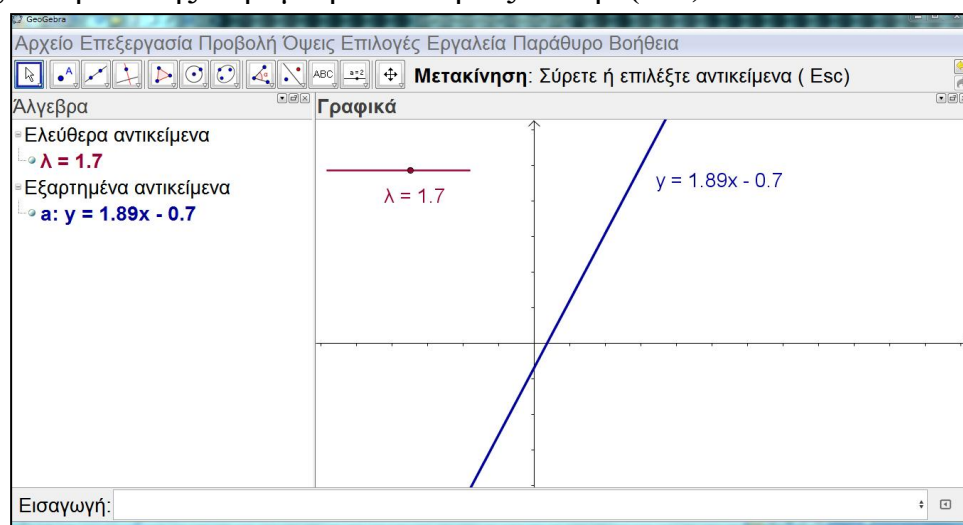 GeoGebra
Αρχείο Επεξεργασία Προβολή Όψεις Επιλογές Εργαλεία Παράθυρο Βοήθεια
ABC a=2 Μετακίνηση: Σύρετε ή επιλέξτε αντικείμενα ( Esc)
Άλγεβρα
Γραφικά
Ελεύθερα αντικείμενα
λ = 1.7
Εξαρτημένα αντικείμενα
a: y = 1.89x - 0.7
λ = 1.7
y = 1.89x - 0.7
Εισαγωγή: